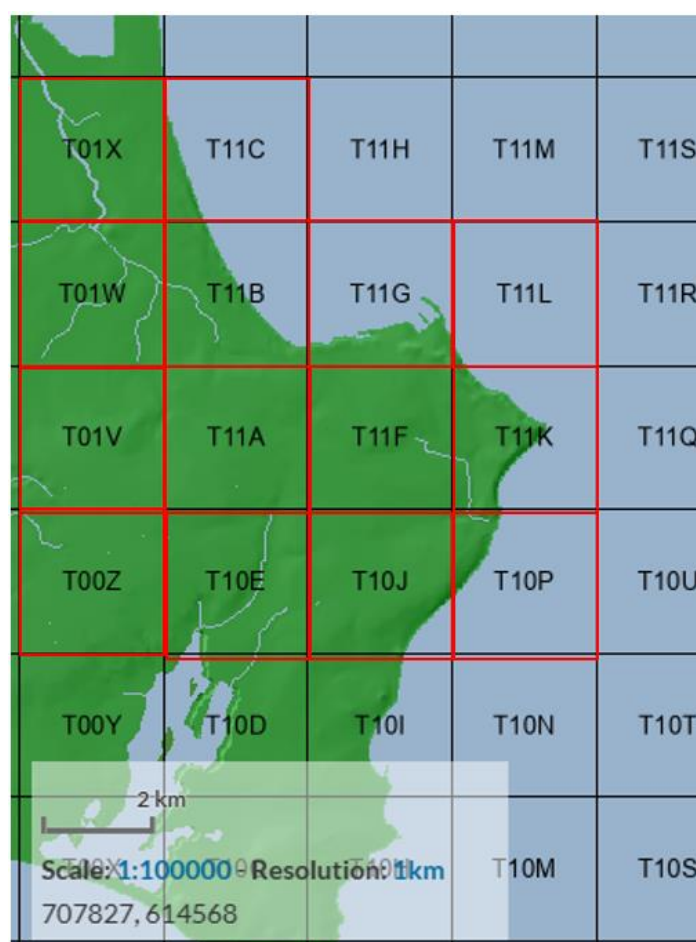 T01X T11C T11H T11M T11S
T01W T11B T11G T11L T11R
T01V T11A T11F T11K T11Q
T00Z T10E T10J T10P T10U
T00Y T10D T10I T10N T10T
2 km
T10M T10S
Scale: 1:100000 - Resolution: 1km
707827, 614568